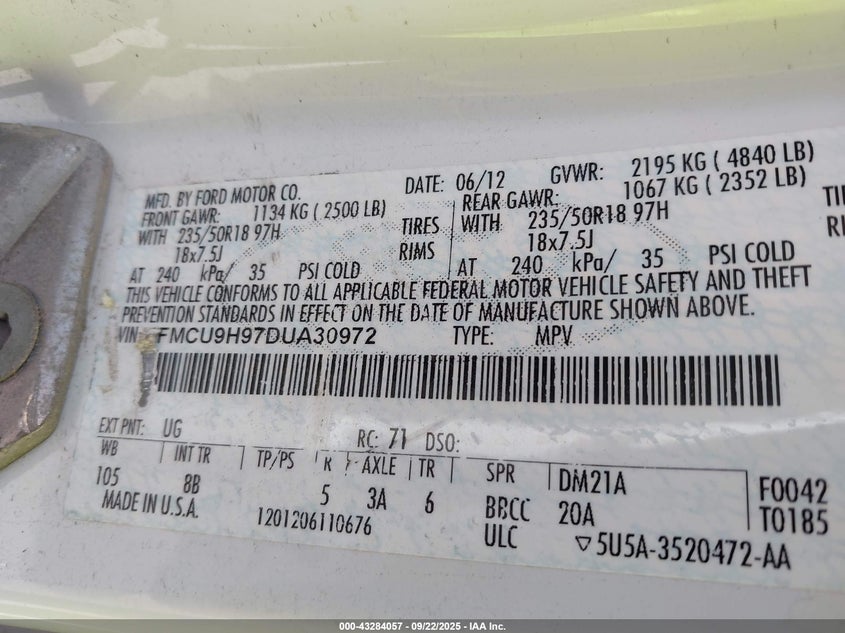 MFD. BY FORD MOTOR CO. DATE: 06/12 GVWR: 2195 KG ( 4840 LB)
FRONT GAWR: 1134 KG ( 2500 LB) REAR GAWR: 1067 KG ( 2352 LB)
WITH 235/50R18 97H TIRES WITH 235/50R18 97H
18x7.5J RIMS 18x7.5J
AT 240 kPa/ 35 PSI COLD AT 240 kPa/ 35 PSI COLD
THIS VEHICLE CONFORMS TO ALL APPLICABLE FEDERAL MOTOR VEHICLE SAFETY AND THEFT
PREVENTION STANDARDS IN EFFECT ON THE DATE OF MANUFACTURE SHOWN ABOVE.
VIN: FMCU9H97DUA30972 TYPE: MPV
EXT PNT: UG RC: 71 DSO:
WB INT TR TP/PS R AXLE TR SPR DM21A F0042
105 8B 5 3A 6 BBCC 20A T0185
MADE IN U.S.A. 1201206110676 ULC ▽5U5A-3520472-AA
000-43284057 - 09/22/2025 - IAA Inc.